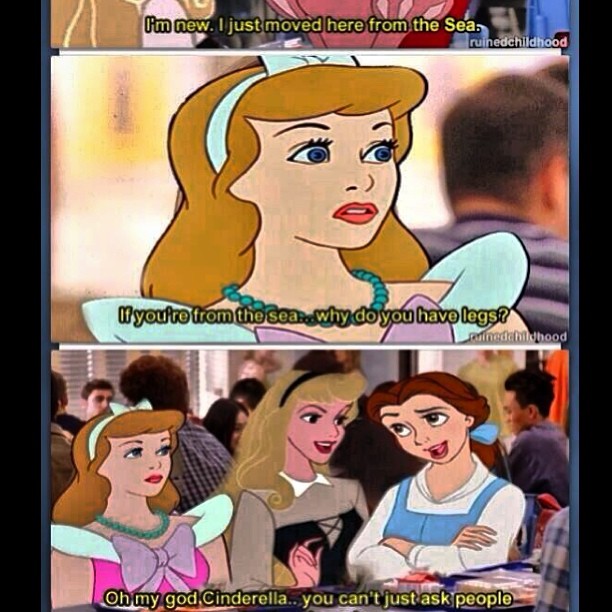 I'm new. I just moved here from the Sea.
ruinedchildhood
If you're from the sea...why do you have legs?
ruinedchildhood
Oh my god Cinderella.. you can't just ask people